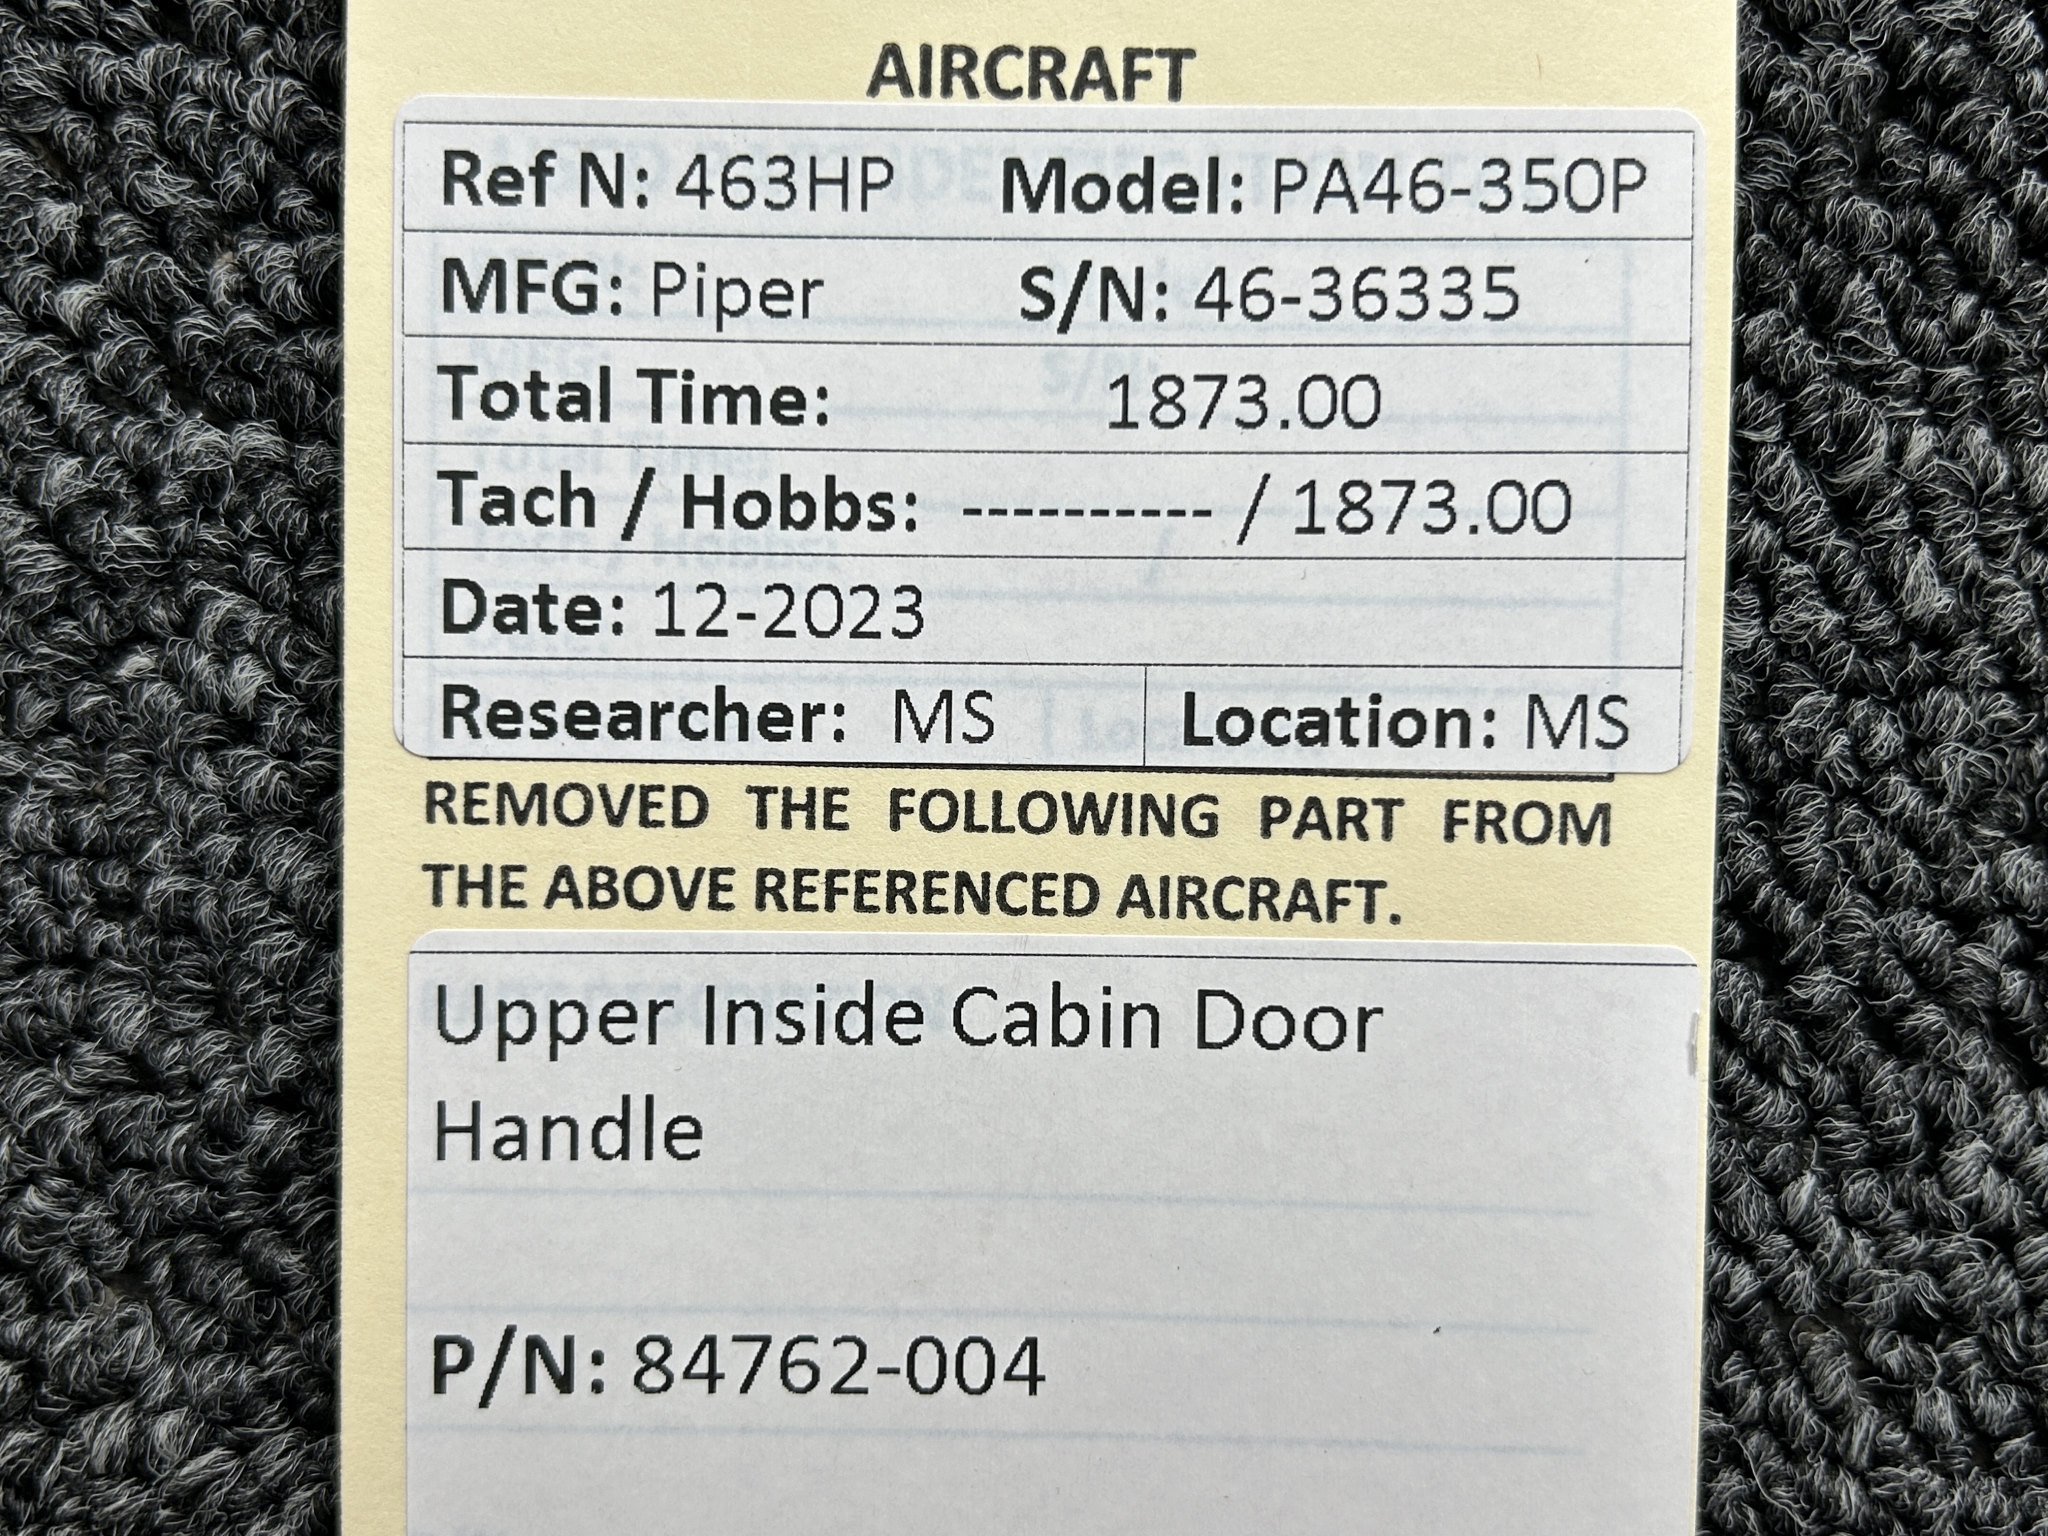 AIRCRAFT
Ref N: 463HP Model: PA46-350P
MFG: Piper S/N: 46-36335
Total Time: 1873.00
Tach / Hobbs: ---------- / 1873.00
Date: 12-2023
Researcher: MS Location: MS
REMOVED THE FOLLOWING PART FROM
THE ABOVE REFERENCED AIRCRAFT.
Upper Inside Cabin Door
Handle
P/N: 84762-004